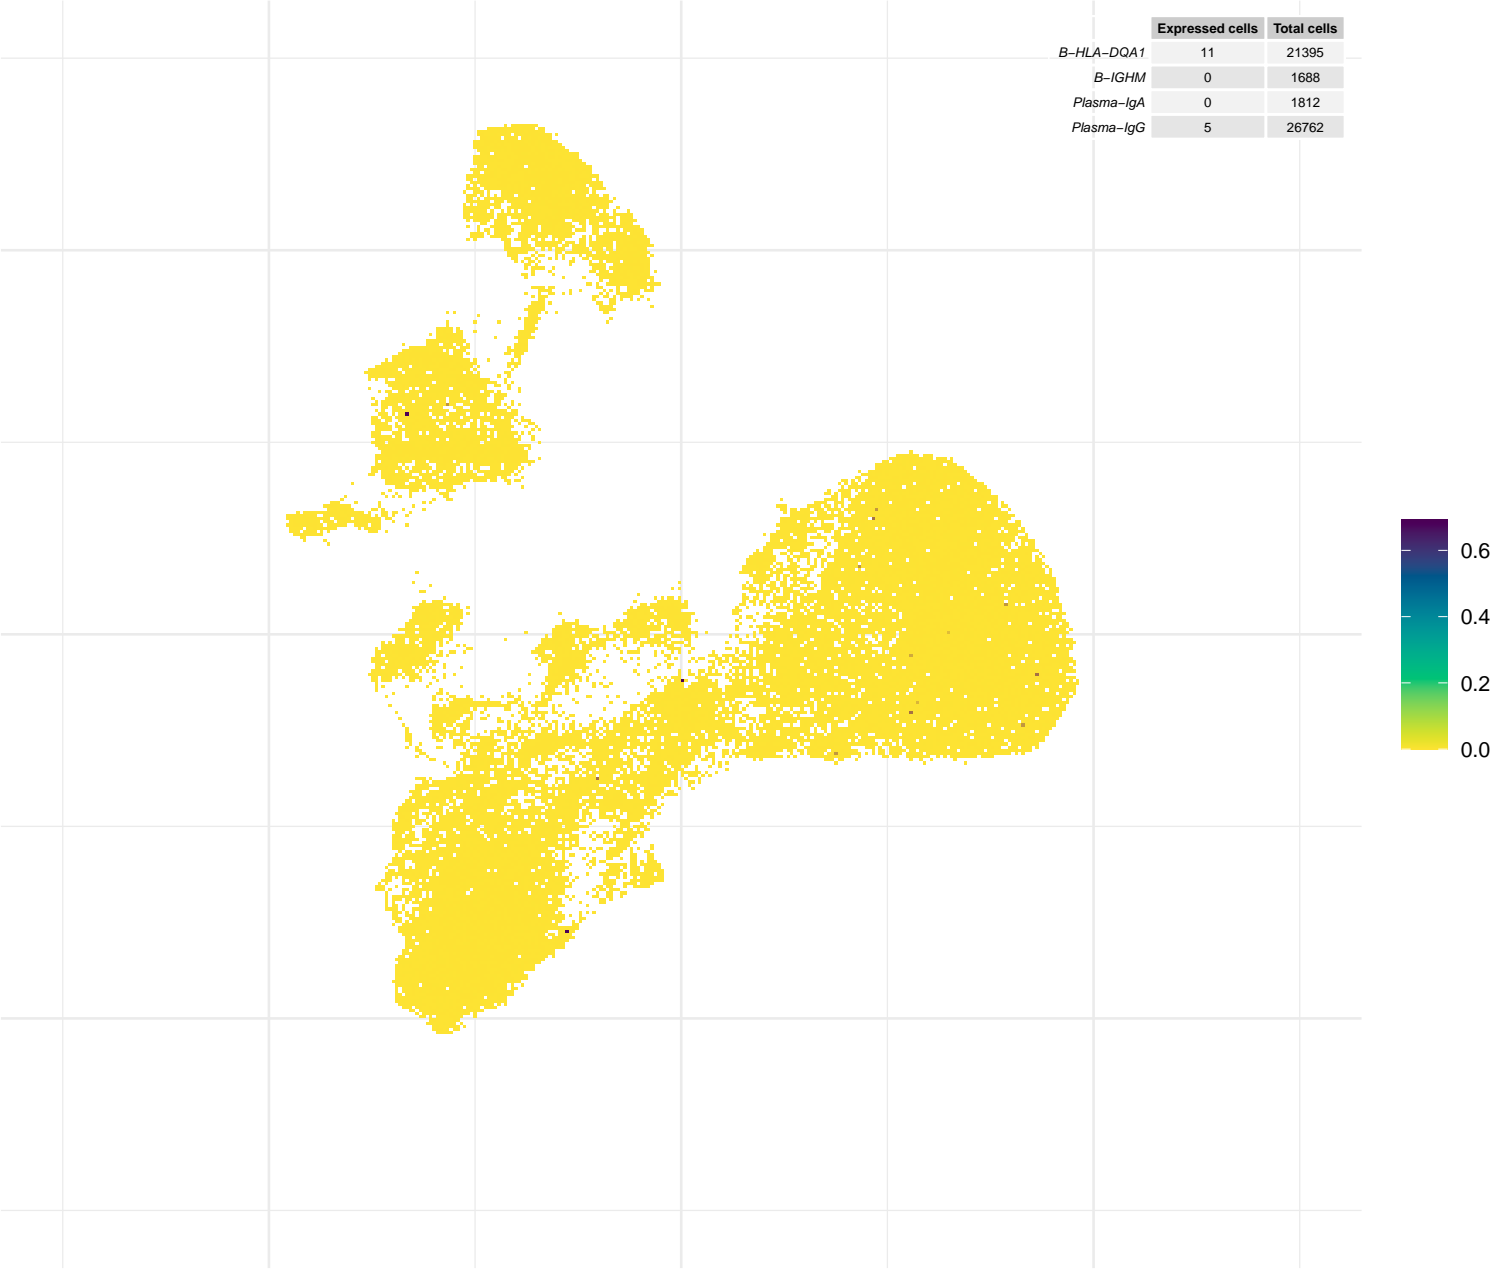 Expressed cells Total cells
B−HLA−DQA1 11 21395
B−IGHM 0 1688
Plasma−IgA 0 1812
Plasma−IgG 5 26762
0.6
0.4
0.2
0.0